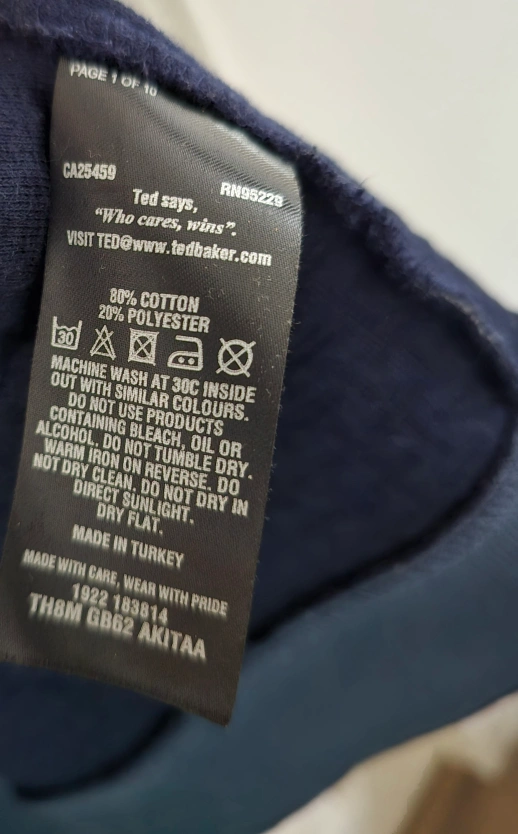 PAGE 1 OF 10
CA25459 RN95229
Ted says,
"Who cares, wins".
VISIT TED@www.tedbaker.com
80% COTTON
20% POLYESTER
30
MACHINE WASH AT 30C INSIDE
OUT WITH SIMILAR COLOURS.
DO NOT USE PRODUCTS
CONTAINING BLEACH, OIL OR
ALCOHOL. DO NOT TUMBLE DRY.
WARM IRON ON REVERSE. DO
NOT DRY CLEAN. DO NOT DRY IN
DIRECT SUNLIGHT.
DRY FLAT.
MADE IN TURKEY
MADE WITH CARE, WEAR WITH PRIDE
1922 183814
TH8M GB62 AKITAA